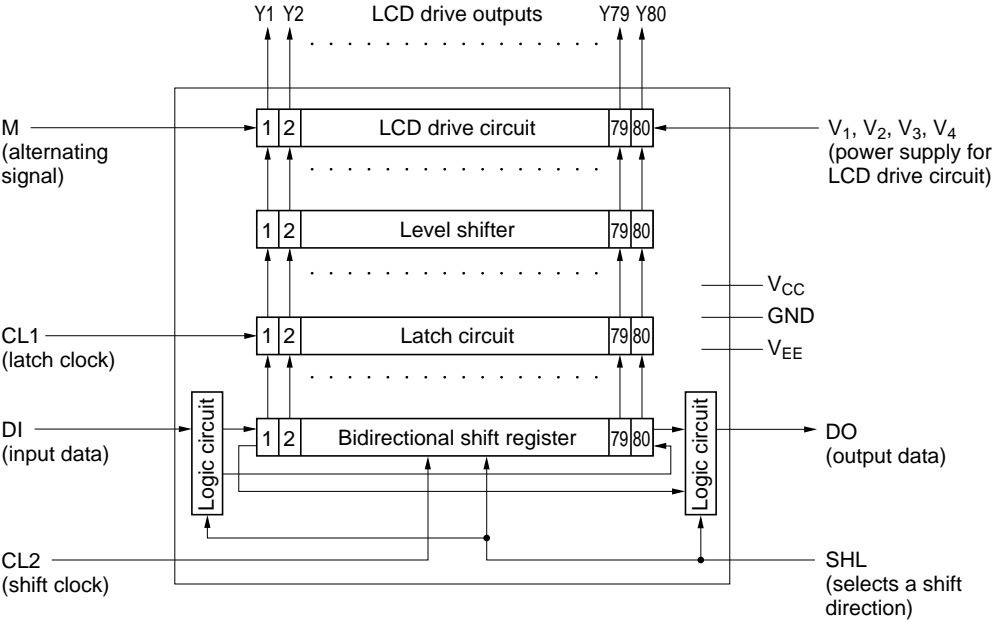 Y1 Y2 LCD drive outputs Y79 Y80
M
(alternating
signal)
1 2 LCD drive circuit 79 80
V1, V2, V3, V4
(power supply for
LCD drive circuit)
1 2 Level shifter 79 80
VCC
GND
VEE
CL1
(latch clock)
1 2 Latch circuit 79 80
DI
(input data)
Logic circuit
1 2 Bidirectional shift register 79 80
Logic circuit
DO
(output data)
CL2
(shift clock)
SHL
(selects a shift
direction)